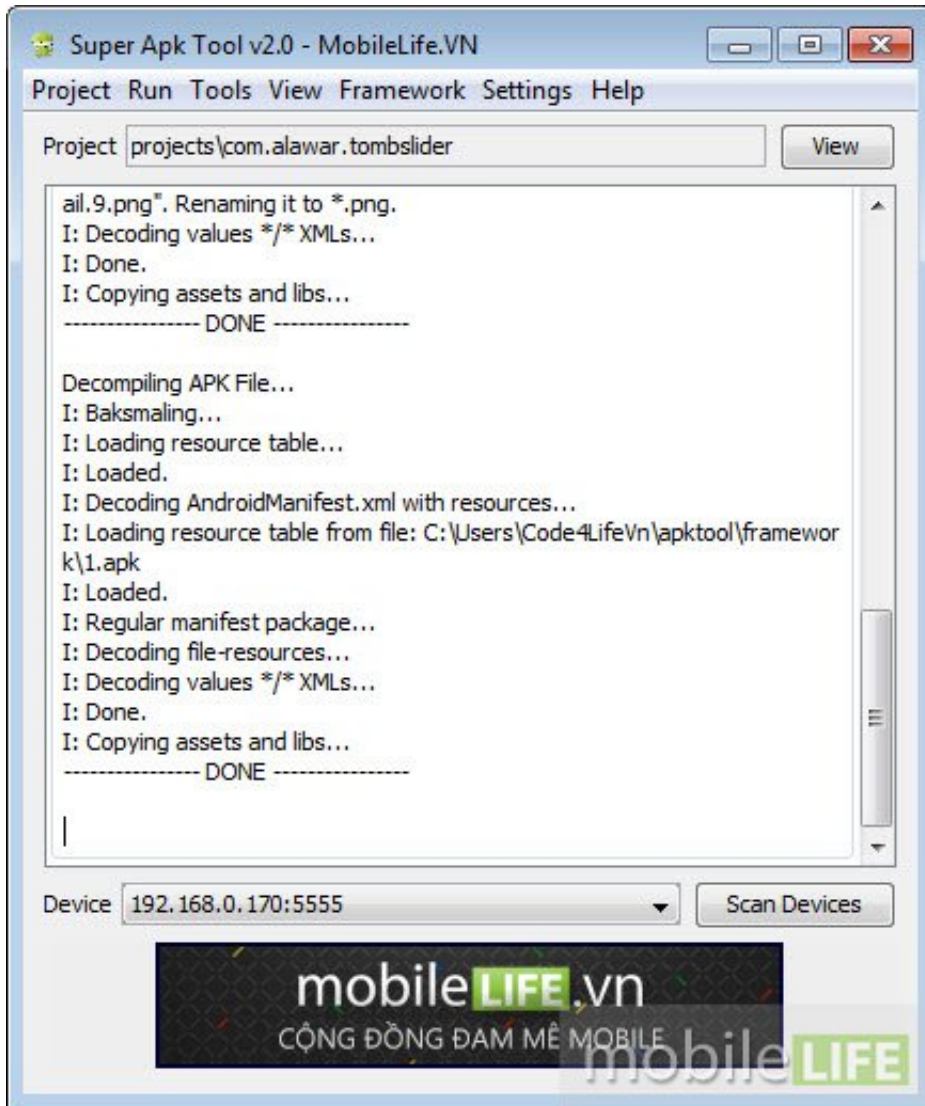 Super Apk Tool v2.0 - MobileLife.VN
Project Run Tools View Framework Settings Help
Project projects\com.alawar.tombslider View
ail.9.png". Renaming it to *.png.
I: Decoding values */* XMLs...
I: Done.
I: Copying assets and libs...
---------------- DONE ----------------
Decompiling APK File...
I: Baksmaling...
I: Loading resource table...
I: Loaded.
I: Decoding AndroidManifest.xml with resources...
I: Loading resource table from file: C:\Users\Code4LifeVn\apktool\framewor
k\1.apk
I: Loaded.
I: Regular manifest package...
I: Decoding file-resources...
I: Decoding values */* XMLs...
I: Done.
I: Copying assets and libs...
---------------- DONE ----------------
Device 192.168.0.170:5555 Scan Devices
mobileLIFE.vn
CỘNG ĐỒNG ĐAM MÊ MOBILE
mobileLIFE